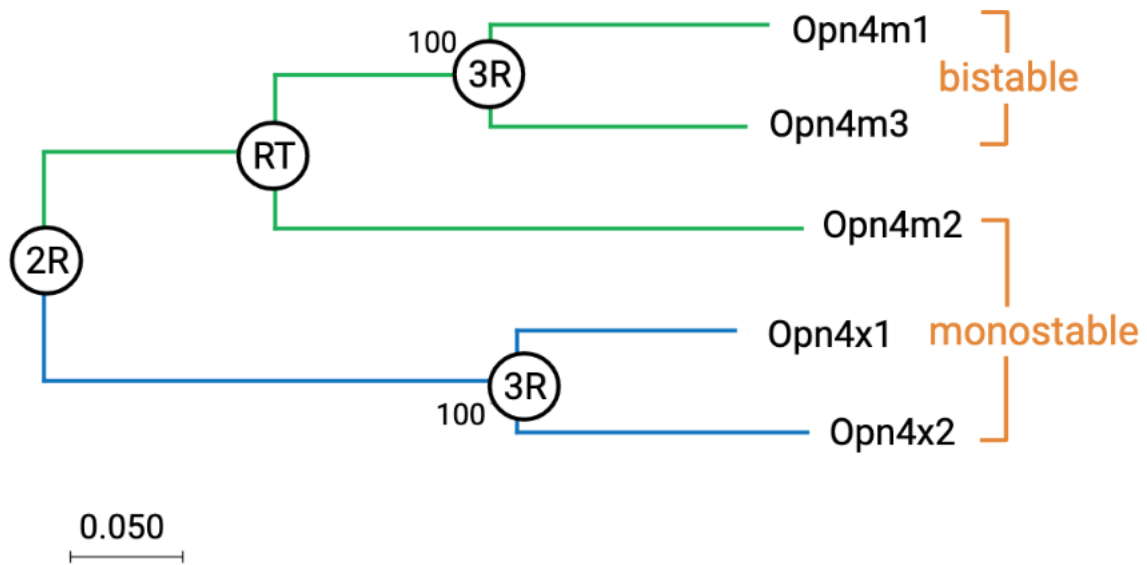 Opn4m1
100
3R
bistable
Opn4m3
RT
Opn4m2
2R
Opn4x1
monostable
3R
100
Opn4x2
0.050